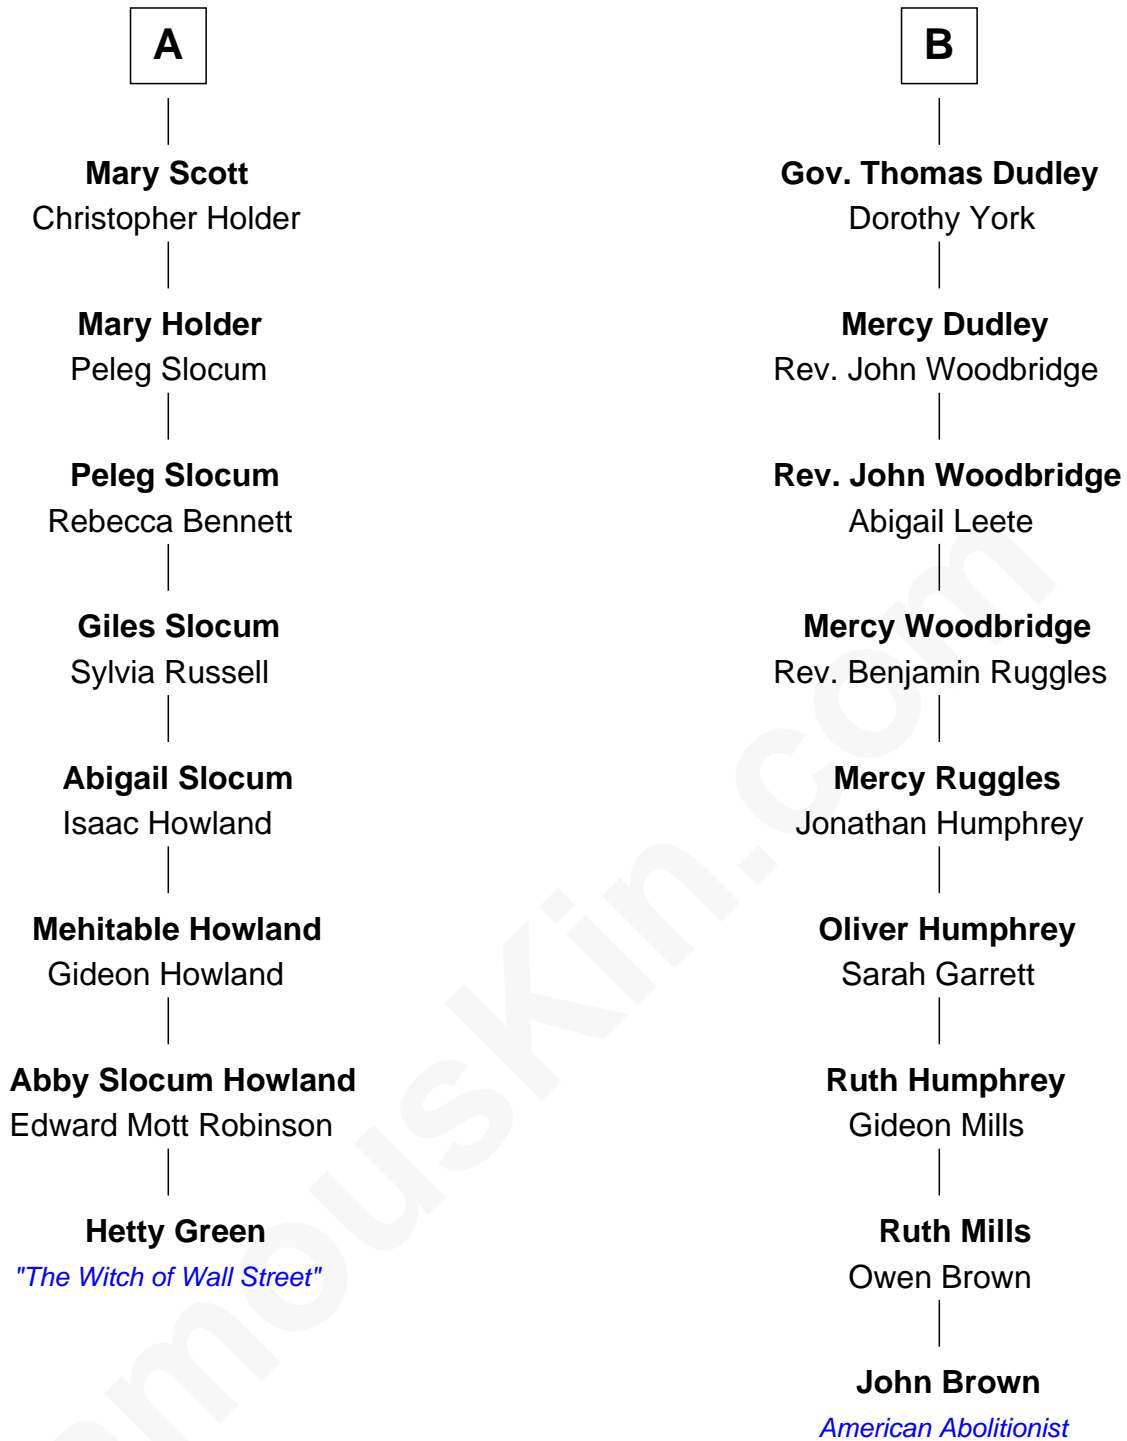 A
Mary Scott
Christopher Holder
Mary Holder
Peleg Slocum
Peleg Slocum
Rebecca Bennett
Giles Slocum
Sylvia Russell
Abigail Slocum
Isaac Howland
Mehitable Howland
Gideon Howland
Abby Slocum Howland
Edward Mott Robinson
Hetty Green
"The Witch of Wall Street"
B
Gov. Thomas Dudley
Dorothy York
Mercy Dudley
Rev. John Woodbridge
Rev. John Woodbridge
Abigail Leete
Mercy Woodbridge
Rev. Benjamin Ruggles
Mercy Ruggles
Jonathan Humphrey
Oliver Humphrey
Sarah Garrett
Ruth Humphrey
Gideon Mills
Ruth Mills
Owen Brown
John Brown
American Abolitionist
amousKin.com